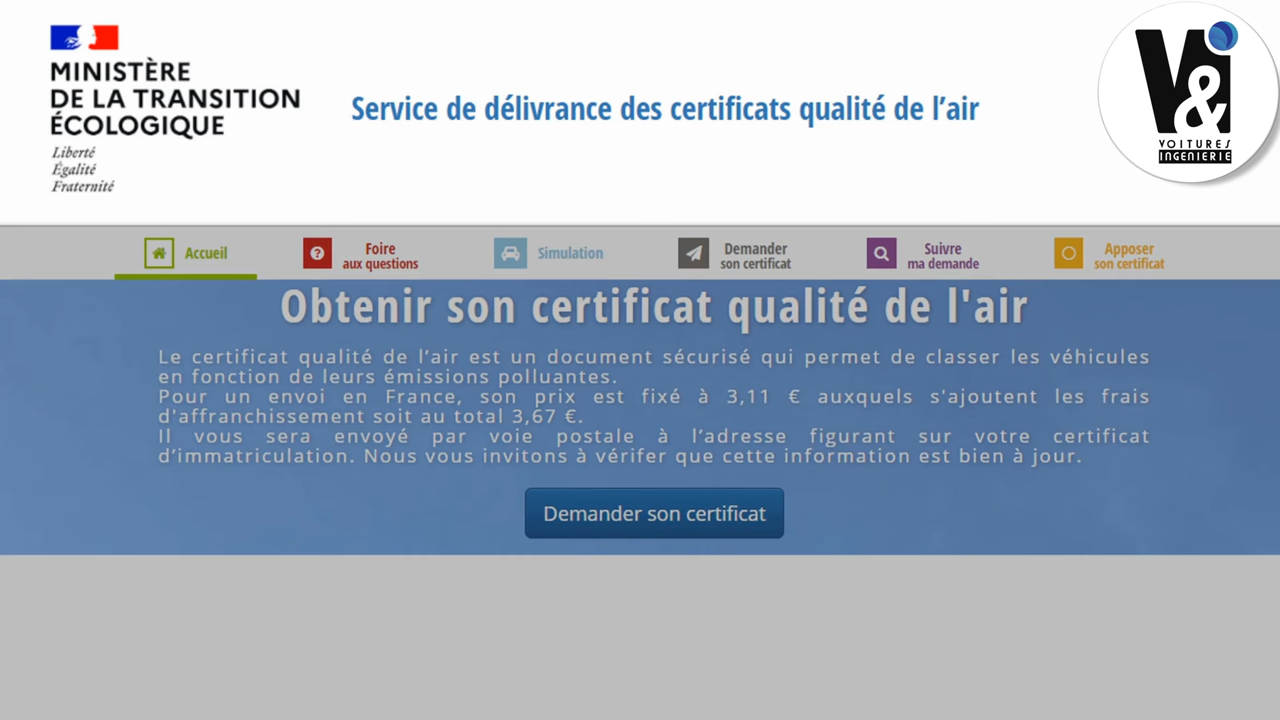 MINISTÈRE
DE LA TRANSITION
ÉCOLOGIQUE
Liberté
Égalité
Fraternité
Service de délivrance des certificats qualité de l’air
V&i
VOITURES
INGENIERIE
Accueil
Foire
aux questions
Simulation
Demander
son certificat
Suivre
ma demande
Apposer
son certificat
Obtenir son certificat qualité de l'air
Le certificat qualité de l’air est un document sécurisé qui permet de classer les véhicules
en fonction de leurs émissions polluantes.
Pour un envoi en France, son prix est fixé à 3,11 € auxquels s'ajoutent les frais
d'affranchissement soit au total 3,67 €.
Il vous sera envoyé par voie postale à l’adresse figurant sur votre certificat
d’immatriculation. Nous vous invitons à vérifer que cette information est bien à jour.
Demander son certificat